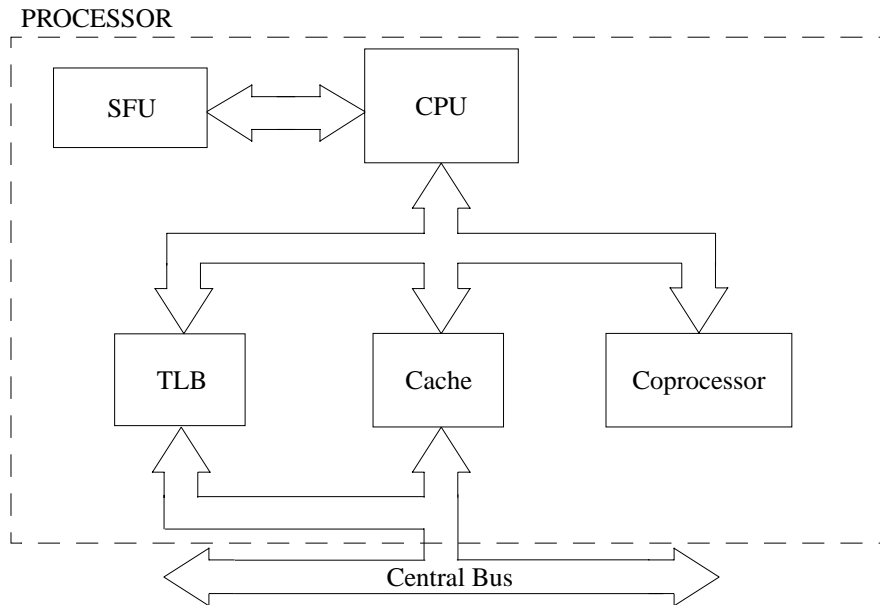 PROCESSOR
SFU
CPU
TLB
Cache
Coprocessor
Central Bus